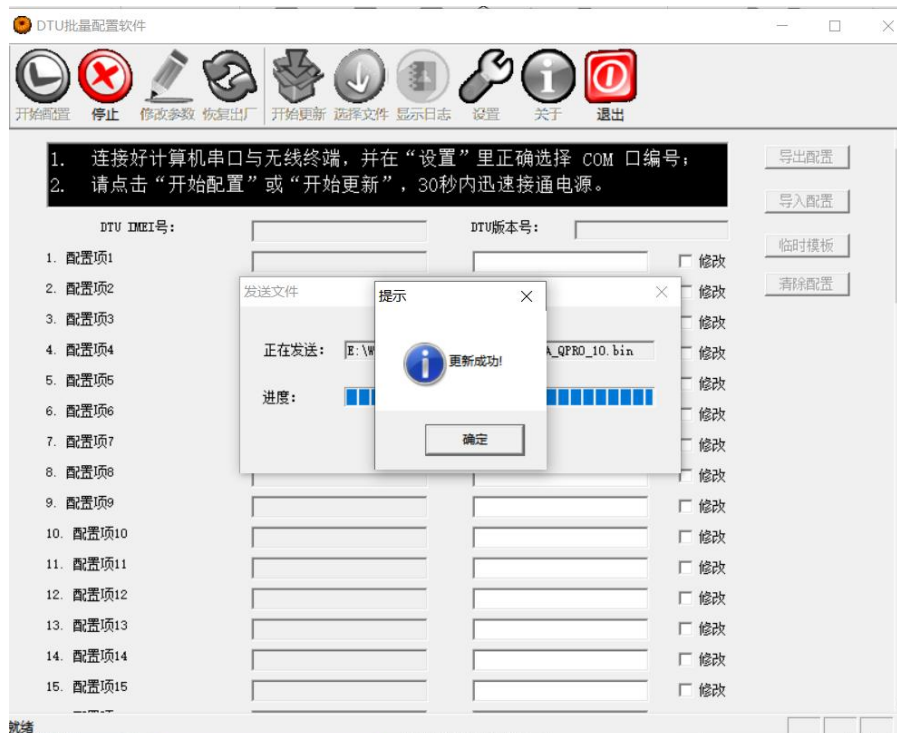 DTU批量配置软件
开始配置 停止 修改参数 恢复出厂 开始更新 选择文件 显示日志 设置 关于 退出
1. 连接好计算机串口与无线终端，并在“设置”里正确选择 COM 口编号；
2. 请点击“开始配置”或“开始更新”，30秒内迅速接通电源。
导出配置
导入配置
临时模板
清除配置
DTU IMEI号： DTU版本号：
1. 配置项1 修改
2. 配置项2 修改
3. 配置项3
4. 配置项4 修改
5. 配置项5 修改
6. 配置项6 修改
7. 配置项7 修改
8. 配置项8 修改
9. 配置项9 修改
10. 配置项10 修改
11. 配置项11 修改
12. 配置项12 修改
13. 配置项13 修改
14. 配置项14 修改
15. 配置项15 修改
发送文件
正在发送： E:\W A_QPRO_10.bin
进度：
提示
更新成功!
确定
就绪